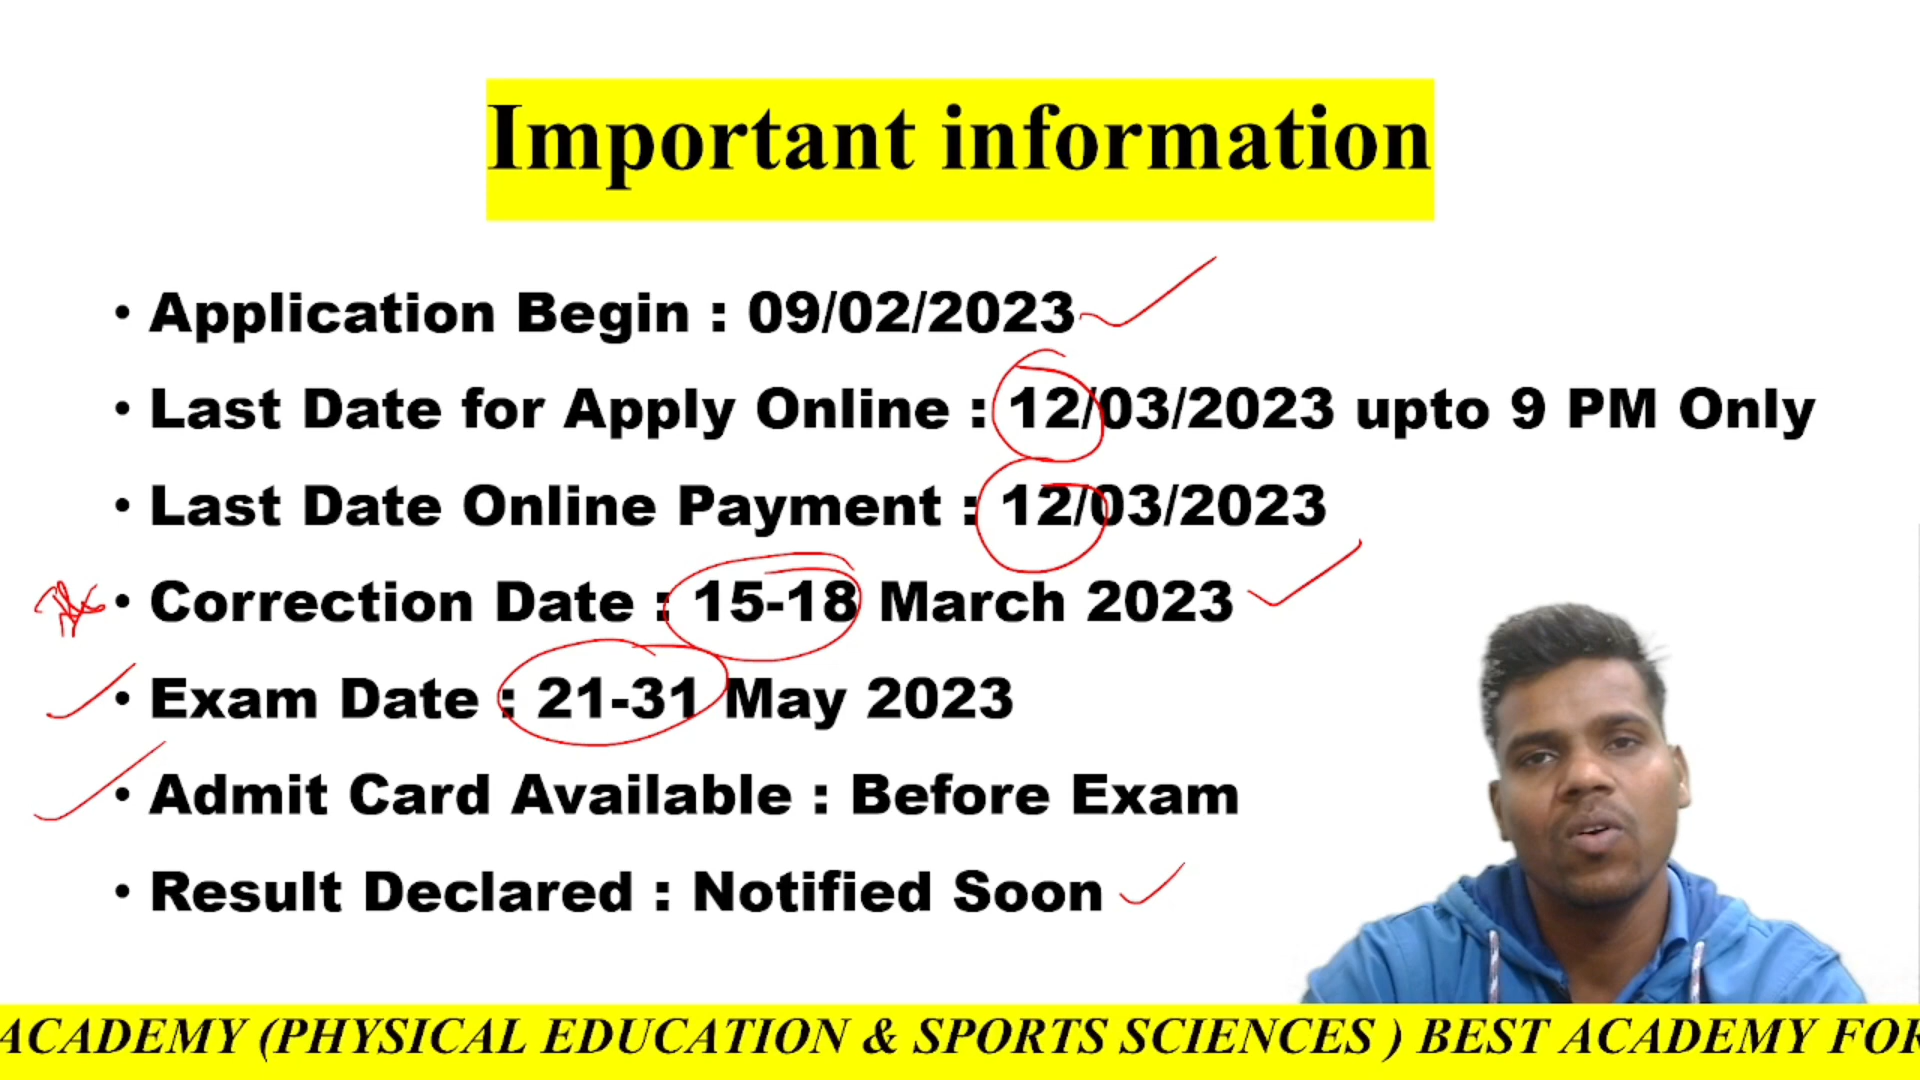 Important information
• Application Begin : 09/02/2023
• Last Date for Apply Online : 12/03/2023 upto 9 PM Only
• Last Date Online Payment : 12/03/2023
• Correction Date : 15-18 March 2023
• Exam Date : 21-31 May 2023
• Admit Card Available : Before Exam
• Result Declared : Notified Soon
ACADEMY (PHYSICAL EDUCATION & SPORTS SCIENCES ) BEST ACADEMY FOR